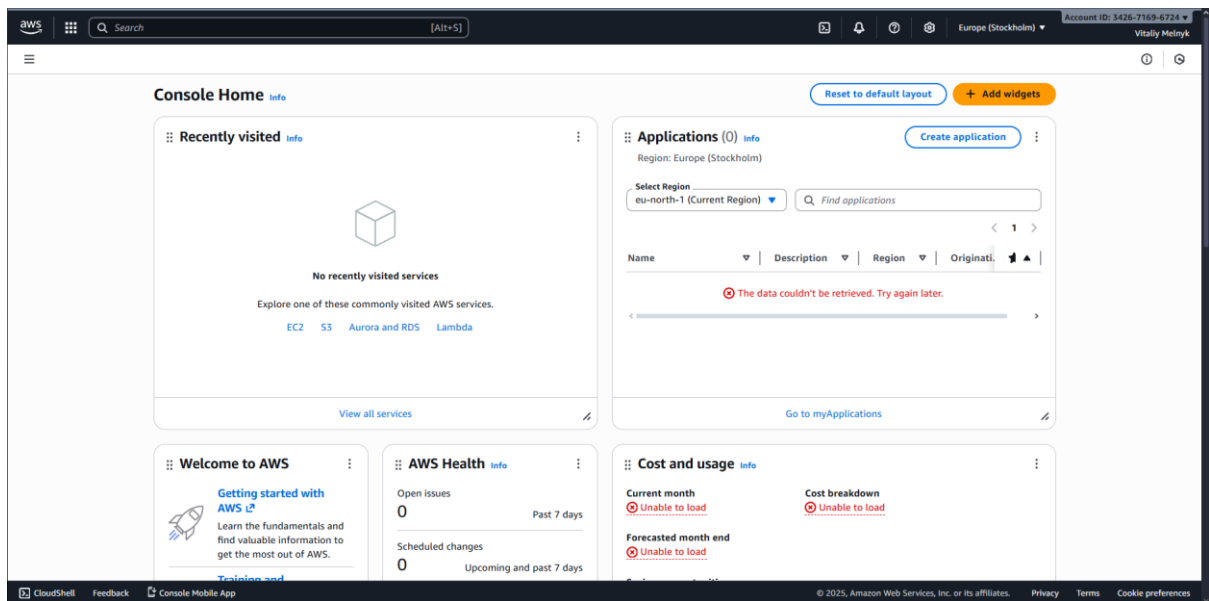 aws
Search [Alt+S]
Europe (Stockholm)
Account ID: 3426-7169-6724
Vitaliy Melnyk
Console Home Info
Reset to default layout
+ Add widgets
Recently visited Info
No recently visited services
Explore one of these commonly visited AWS services.
EC2 S3 Aurora and RDS Lambda
View all services
Applications (0) Info
Create application
Region: Europe (Stockholm)
Select Region
eu-north-1 (Current Region)
Find applications
1
Name Description Region Originati.
The data couldn't be retrieved. Try again later.
Go to myApplications
Welcome to AWS
Getting started with
AWS
Learn the fundamentals and
find valuable information to
get the most out of AWS.
Training and
AWS Health Info
Open issues
0 Past 7 days
Scheduled changes
0 Upcoming and past 7 days
Cost and usage Info
Current month
Unable to load
Forecasted month end
Unable to load
Cost breakdown
Unable to load
CloudShell Feedback Console Mobile App
© 2025, Amazon Web Services, Inc. or its affiliates. Privacy Terms Cookie preferences